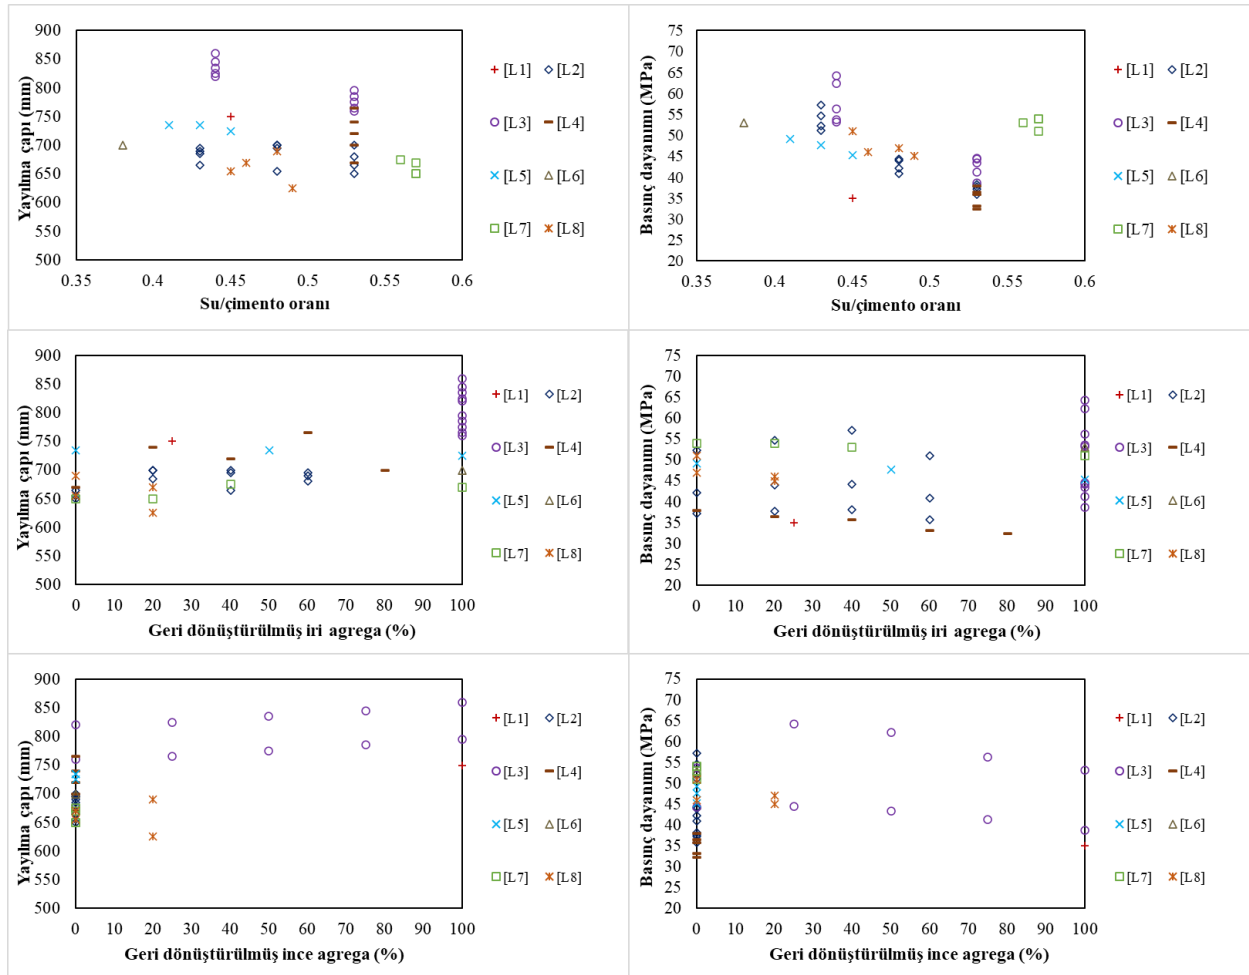 900
850
800
750
700
650
600
550
500
Yayılma çapı (mm)
0.35 0.4 0.45 0.5 0.55 0.6
Su/çimento oranı
[L1] [L2]
[L3] [L4]
[L5] [L6]
[L7] [L8]
75
70
65
60
55
50
45
40
35
30
25
20
Basınç dayanımı (MPa)
0.35 0.4 0.45 0.5 0.55 0.6
Su/çimento oranı
[L1] [L2]
[L3] [L4]
[L5] [L6]
[L7] [L8]
900
850
800
750
700
650
600
550
500
Yayılma çapı (mm)
0 10 20 30 40 50 60 70 80 90 100
Geri dönüştürülmüş iri agrega (%)
[L1] [L2]
[L3] [L4]
[L5] [L6]
[L7] [L8]
75
70
65
60
55
50
45
40
35
30
25
20
Basınç dayanımı (MPa)
0 10 20 30 40 50 60 70 80 90 100
Geri dönüştürülmüş iri agrega (%)
[L1] [L2]
[L3] [L4]
[L5] [L6]
[L7] [L8]
900
850
800
750
700
650
600
550
500
Yayılma çapı (mm)
0 10 20 30 40 50 60 70 80 90 100
Geri dönüştürülmüş ince agrega (%)
[L1] [L2]
[L3] [L4]
[L5] [L6]
[L7] [L8]
75
70
65
60
55
50
45
40
35
30
25
20
Basınç dayanımı (MPa)
0 10 20 30 40 50 60 70 80 90 100
Geri dönüştürülmüş ince agrega (%)
[L1] [L2]
[L3] [L4]
[L5] [L6]
[L7] [L8]